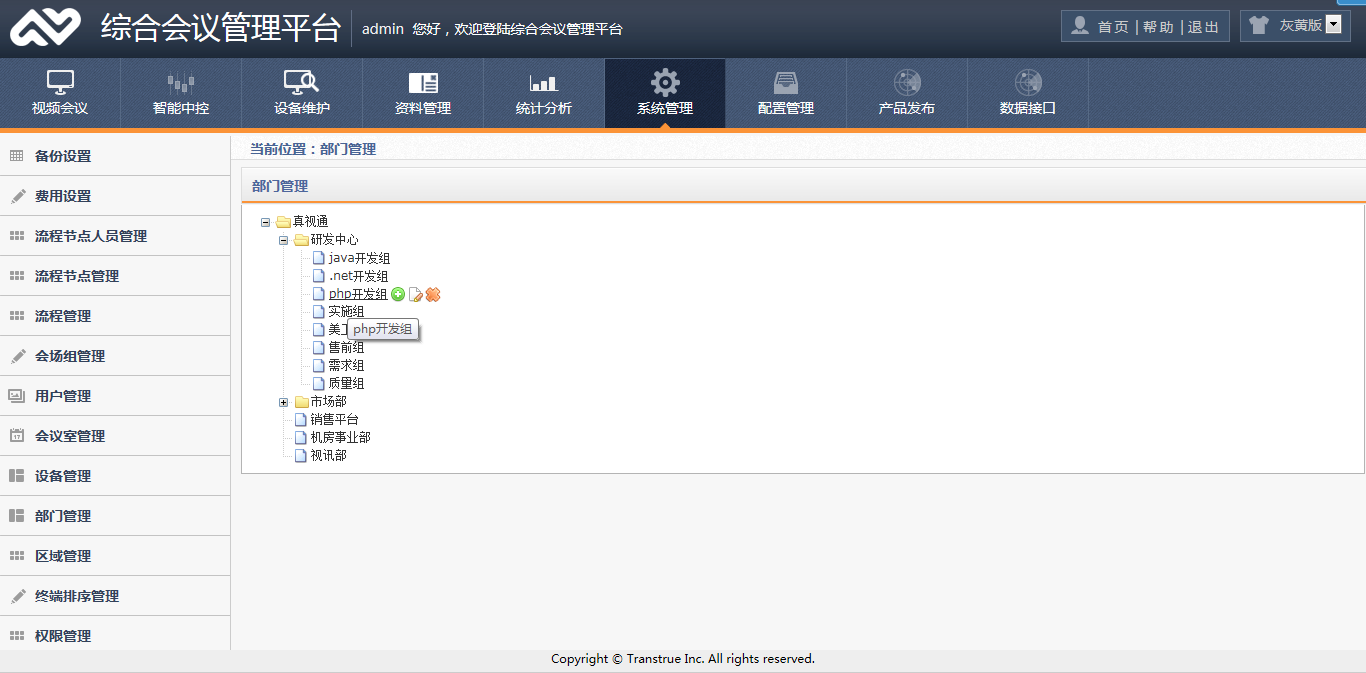 综合会议管理平台
admin 您好，欢迎登陆综合会议管理平台
首页 | 帮助 | 退出
灰黄版
视频会议
智能中控
设备维护
资料管理
统计分析
系统管理
配置管理
产品发布
数据接口
备份设置
费用设置
流程节点人员管理
流程节点管理
流程管理
会场组管理
用户管理
会议室管理
设备管理
部门管理
区域管理
终端排序管理
权限管理
当前位置：部门管理
部门管理
真视通
研发中心
java开发组
.net开发组
php开发组
实施组
美工
php开发组
售前组
需求组
质量组
市场部
销售平台
机房事业部
视讯部
Copyright © Transtrue Inc. All rights reserved.